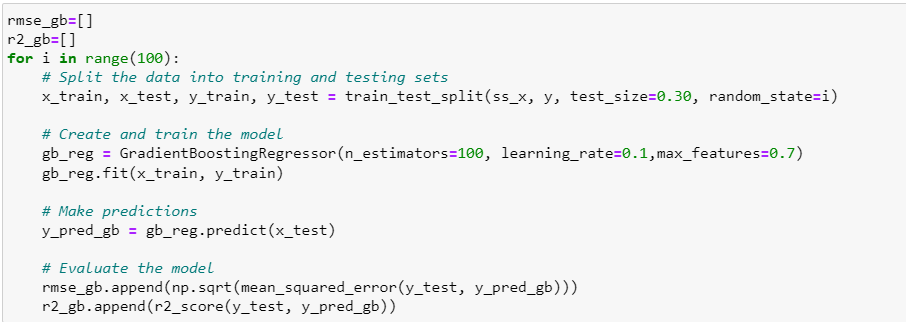 rmse_gb=[]
r2_gb=[]
for i in range(100):
    # Split the data into training and testing sets
    x_train, x_test, y_train, y_test = train_test_split(ss_x, y, test_size=0.30, random_state=i)

    # Create and train the model
    gb_reg = GradientBoostingRegressor(n_estimators=100, learning_rate=0.1,max_features=0.7)
    gb_reg.fit(x_train, y_train)

    # Make predictions
    y_pred_gb = gb_reg.predict(x_test)

    # Evaluate the model
    rmse_gb.append(np.sqrt(mean_squared_error(y_test, y_pred_gb)))
    r2_gb.append(r2_score(y_test, y_pred_gb))